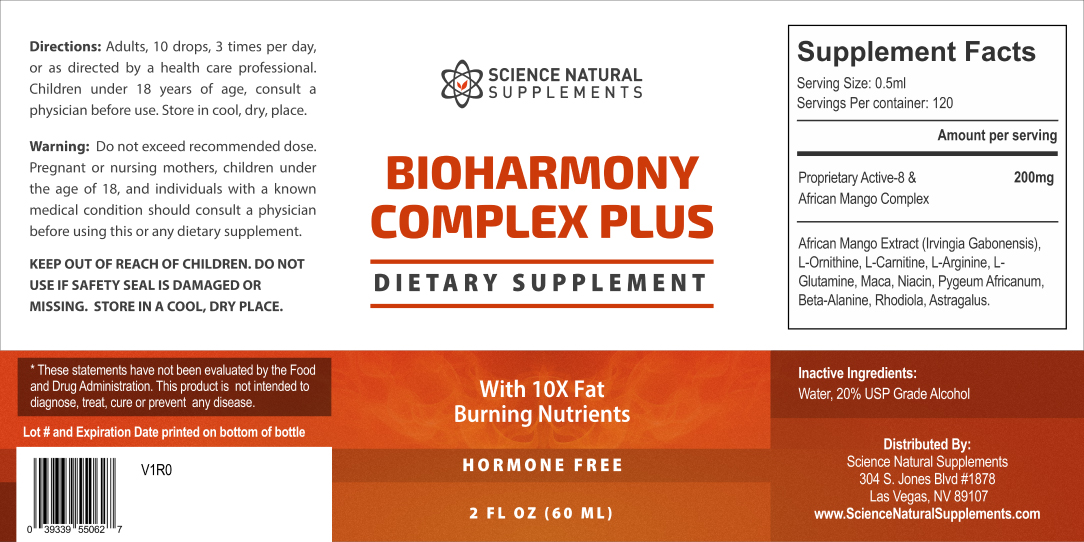 Directions: Adults, 10 drops, 3 times per day,
or as directed by a health care professional.
Children under 18 years of age, consult a
physician before use. Store in cool, dry, place.
Warning: Do not exceed recommended dose.
Pregnant or nursing mothers, children under
the age of 18, and individuals with a known
medical condition should consult a physician
before using this or any dietary supplement.
KEEP OUT OF REACH OF CHILDREN. DO NOT
USE IF SAFETY SEAL IS DAMAGED OR
MISSING. STORE IN A COOL, DRY PLACE.
* These statements have not been evaluated by the Food
and Drug Administration. This product is not intended to
diagnose, treat, cure or prevent any disease.
Lot # and Expiration Date printed on bottom of bottle
V1R0
0 39339 55062 7
SCIENCE NATURAL
SUPPLEMENTS
BIOHARMONY
COMPLEX PLUS
DIETARY SUPPLEMENT
With 10X Fat
Burning Nutrients
HORMONE FREE
2 FL OZ (60 ML)
Supplement Facts
Serving Size: 0.5ml
Servings Per container: 120
Amount per serving
Proprietary Active-8 & 200mg
African Mango Complex
African Mango Extract (Irvingia Gabonensis),
L-Ornithine, L-Carnitine, L-Arginine, L-
Glutamine, Maca, Niacin, Pygeum Africanum,
Beta-Alanine, Rhodiola, Astragalus.
Inactive Ingredients:
Water, 20% USP Grade Alcohol
Distributed By:
Science Natural Supplements
304 S. Jones Blvd #1878
Las Vegas, NV 89107
www.ScienceNaturalSupplements.com